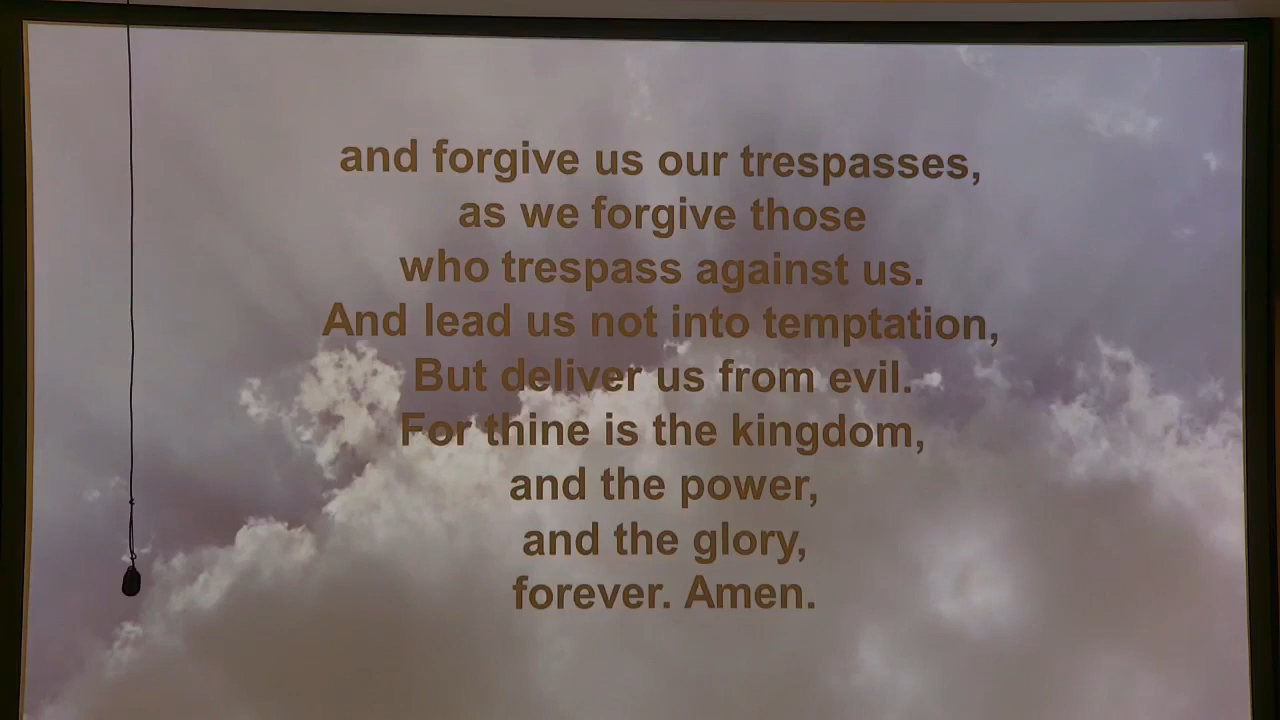 and forgive us our trespasses,
as we forgive those
who trespass against us.
And lead us not into temptation,
But deliver us from evil.
For thine is the kingdom,
and the power,
and the glory,
forever. Amen.